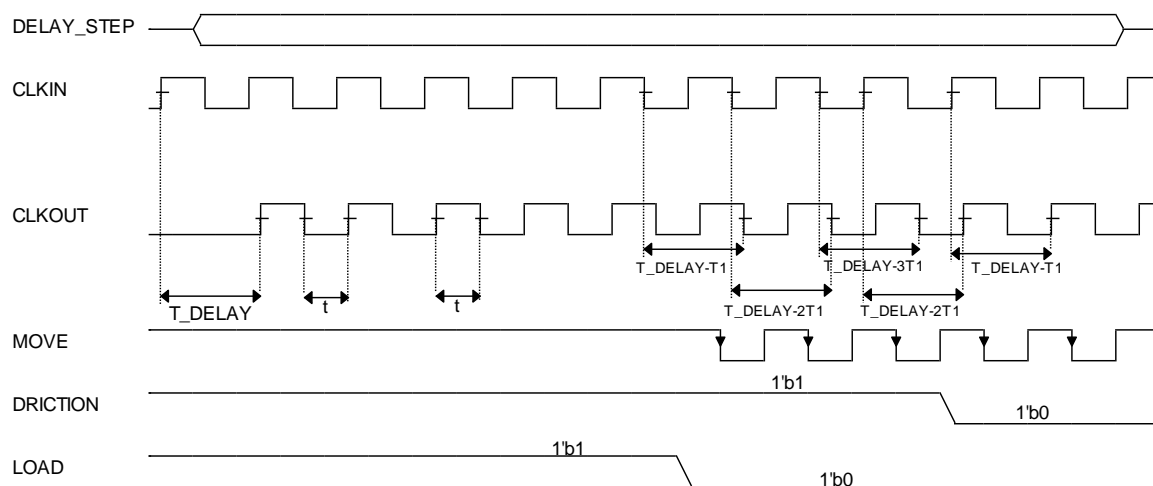 DELAY_STEP
CLKIN
CLKOUT
T_DELAY-T1
T_DELAY-3T1
T_DELAY-T1
T_DELAY
t
t
T_DELAY-2T1
T_DELAY-2T1
MOVE
1'b1
DRICTION
1'b0
1'b1
LOAD
1'b0